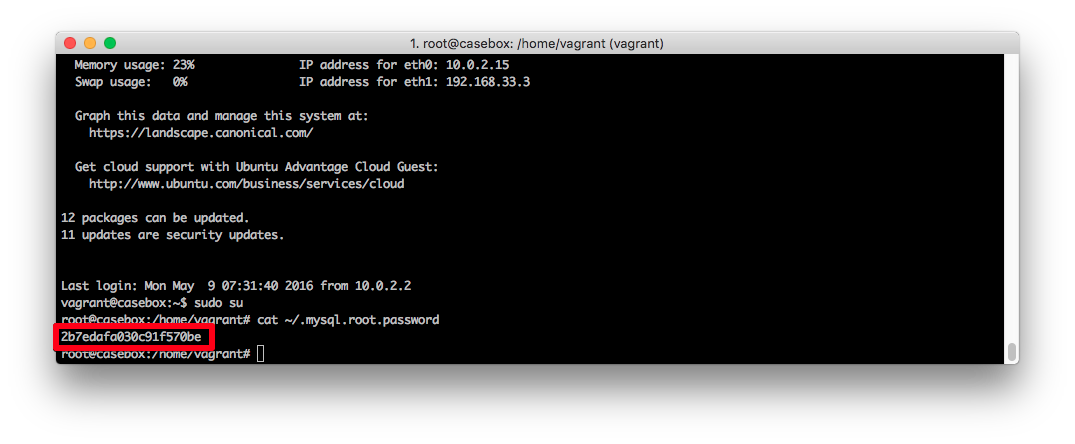 1. root@casebox: /home/vagrant (vagrant)
Memory usage: 23% IP address for eth0: 10.0.2.15
Swap usage: 0% IP address for eth1: 192.168.33.3
Graph this data and manage this system at:
https://landscape.canonical.com/
Get cloud support with Ubuntu Advantage Cloud Guest:
http://www.ubuntu.com/business/services/cloud
12 packages can be updated.
11 updates are security updates.
Last login: Mon May 9 07:31:40 2016 from 10.0.2.2
vagrant@casebox:~$ sudo su
root@casebox:/home/vagrant# cat ~/.mysql.root.password
2b7edafa030c91f570be
root@casebox:/home/vagrant#